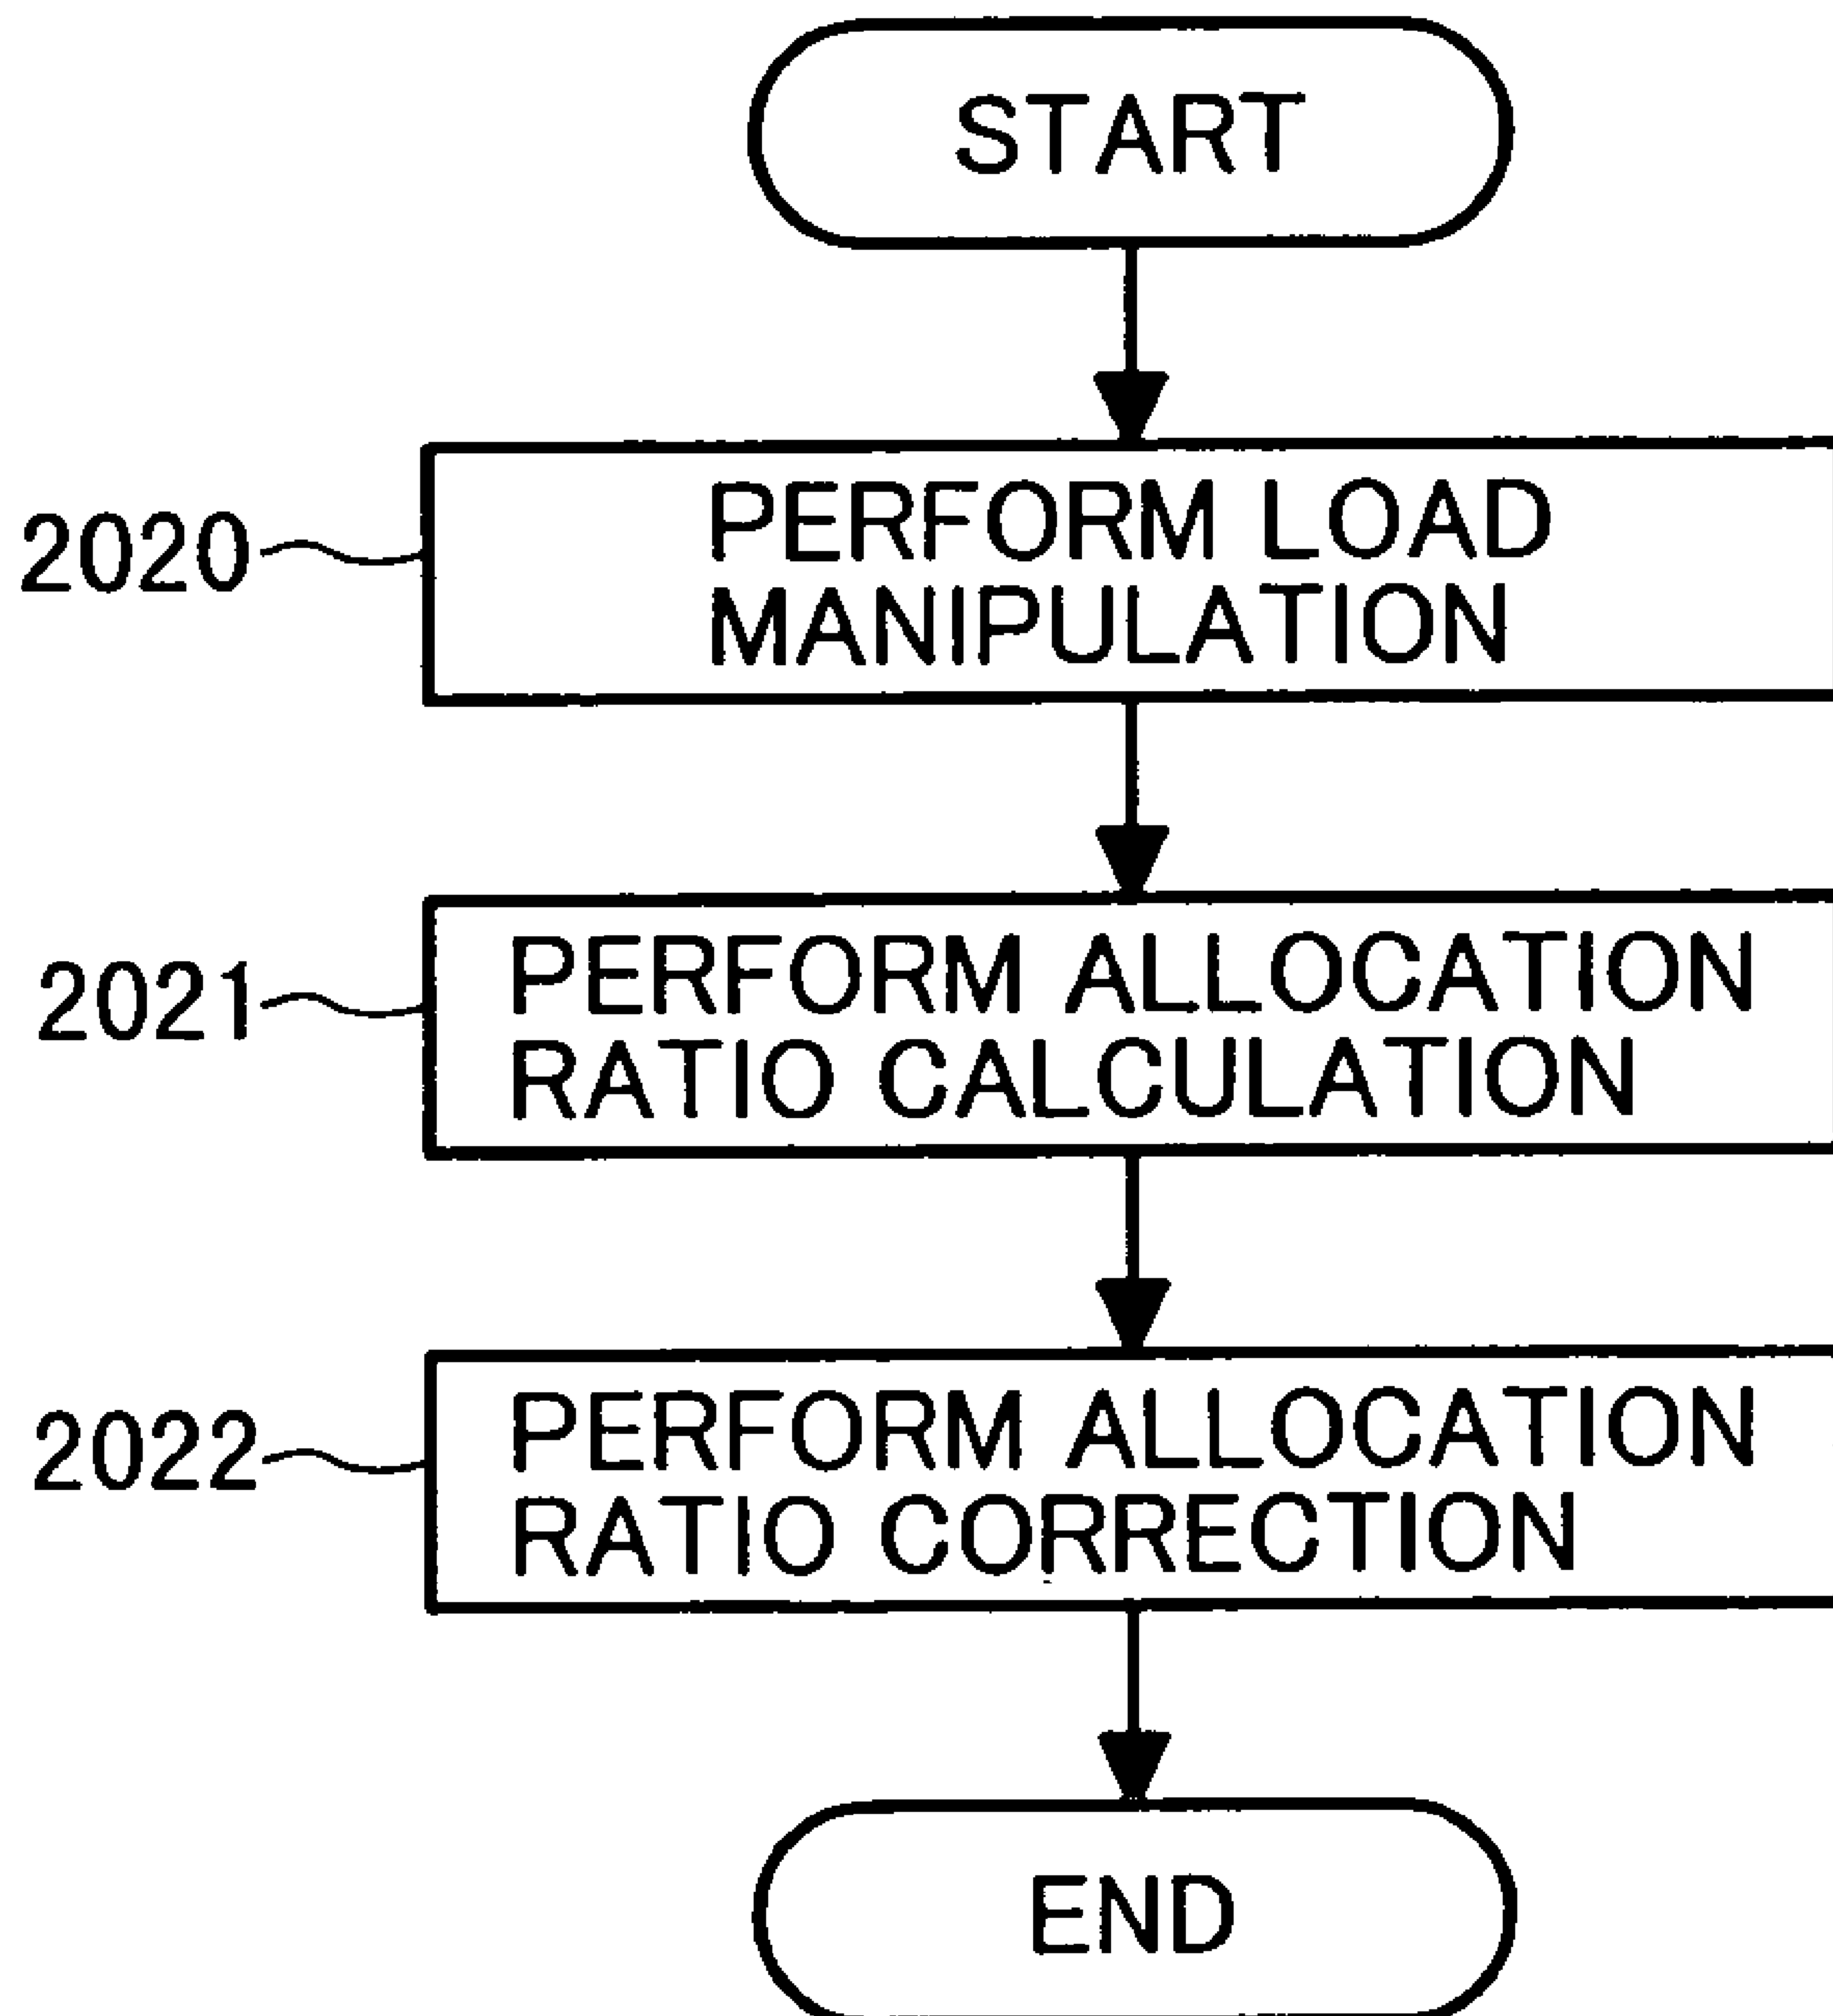 START
2020
PERFORM LOAD
MANIPULATION
2021
PERFORM ALLOCATION
RATIO CALCULATION
2022
PERFORM ALLOCATION
RATIO CORRECTION
END